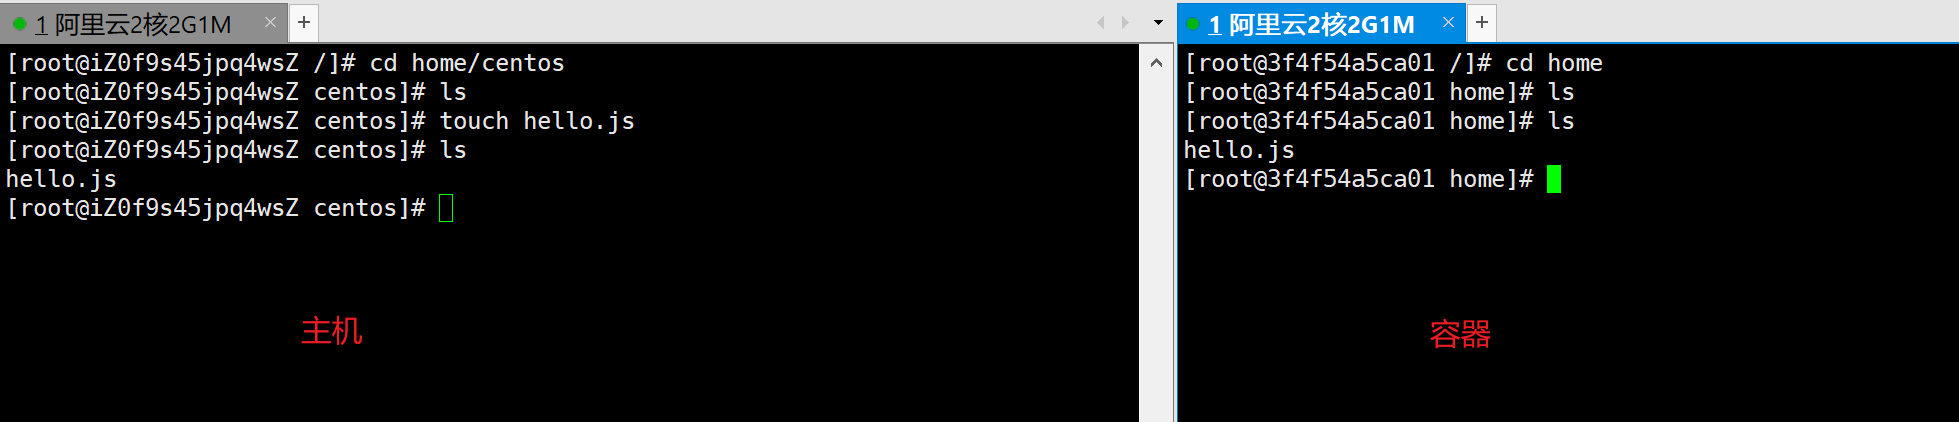 1 阿里云2核2G1M × +
[root@iZ0f9s45jpq4wsZ /]# cd home/centos
[root@iZ0f9s45jpq4wsZ centos]# ls
[root@iZ0f9s45jpq4wsZ centos]# touch hello.js
[root@iZ0f9s45jpq4wsZ centos]# ls
hello.js
[root@iZ0f9s45jpq4wsZ centos]#
主机
1 阿里云2核2G1M × +
[root@3f4f54a5ca01 /]# cd home
[root@3f4f54a5ca01 home]# ls
[root@3f4f54a5ca01 home]# ls
hello.js
[root@3f4f54a5ca01 home]#
容器